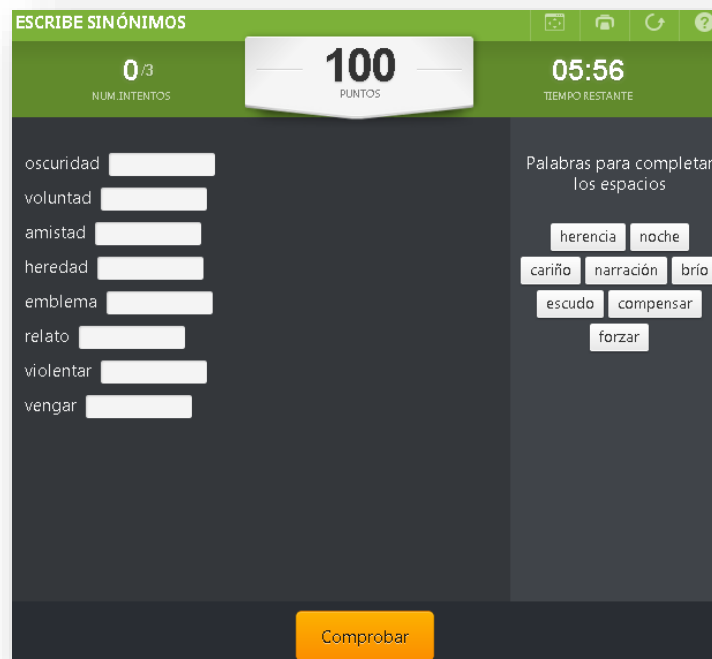 ESCRIBE SINÓNIMOS
?
0/3
NUM.INTENTOS
100
PUNTOS
05:56
TIEMPO RESTANTE
oscuridad
voluntad
amistad
heredad
emblema
relato
violentar
vengar
Palabras para completar
los espacios
herencia noche
cariño narración brío
escudo compensar
forzar
Comprobar